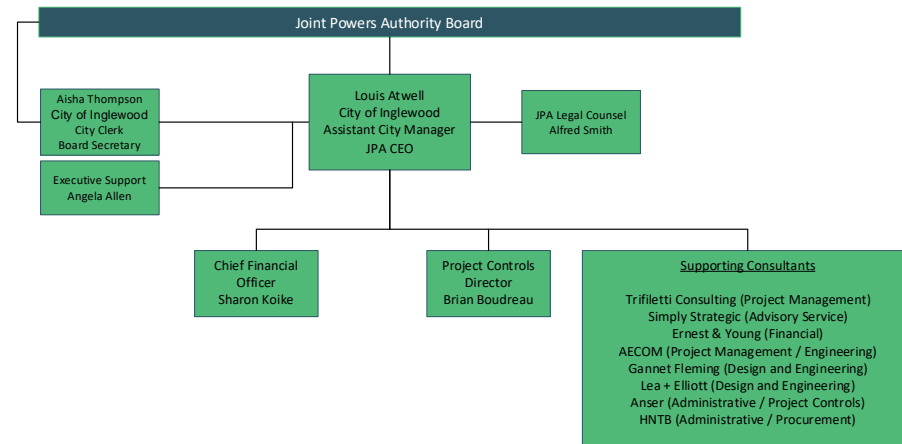 Joint Powers Authority Board
Aisha Thompson
City of Inglewood
City Clerk
Board Secretary
Louis Atwell
City of Inglewood
Assistant City Manager
JPA CEO
JPA Legal Counsel
Alfred Smith
Executive Support
Angela Allen
Chief Financial
Officer
Sharon Koike
Project Controls
Director
Brian Boudreau
Supporting Consultants
Trifiletti Consulting (Project Management)
Simply Strategic (Advisory Service)
Ernest & Young (Financial)
AECOM (Project Management / Engineering)
Gannet Fleming (Design and Engineering)
Lea + Elliott (Design and Engineering)
Anser (Administrative / Project Controls)
HNTB (Administrative / Procurement)